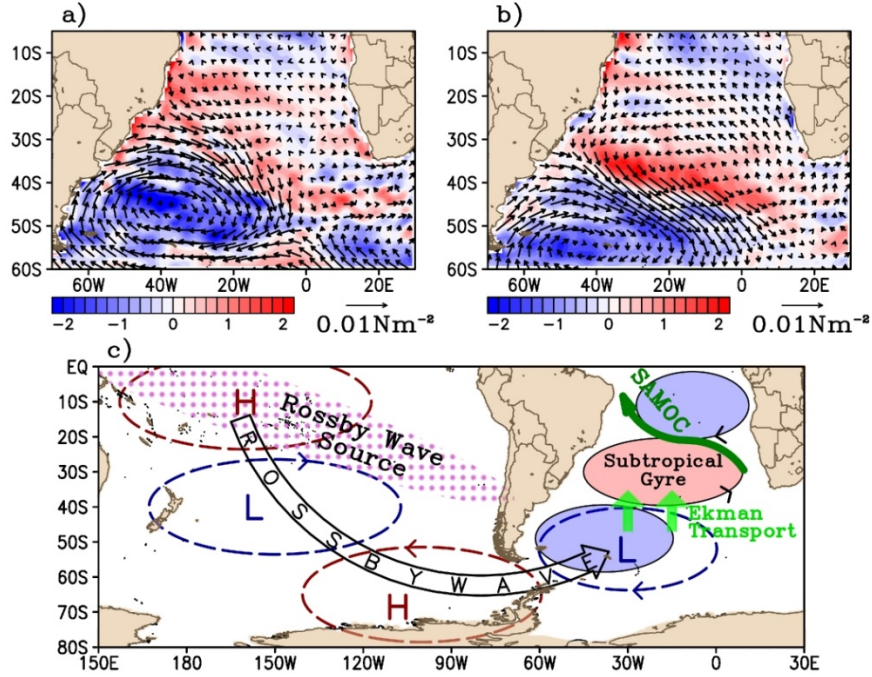 a)
b)
10S
20S
30S
40S
50S
60S
60W 40W 20W 0 20E
10S
20S
30S
40S
50S
60S
60W 40W 20W 0 20E
-2 -1 0 1 2
0.01Nm⁻²
-2 -1 0 1 2
0.01Nm⁻²
c)
EQ
10S
20S
30S
40S
50S
60S
70S
80S
H
Rossby Wave
Source
ROSSBYWAVE
L
H
SAMOC
Subtropical
Gyre
Ekman
Transport
L
150E 180 150W 120W 90W 60W 30W 0 30E